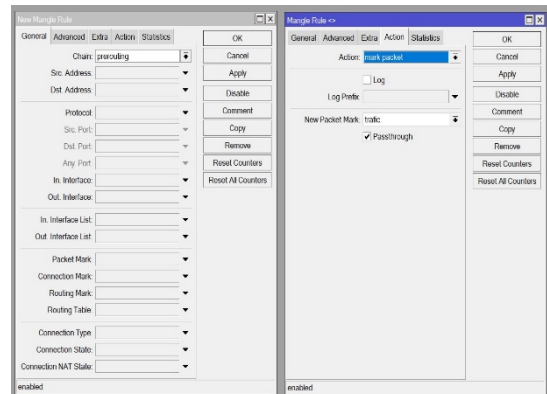 New Mangle Rule
General Advanced Extra Action Statistics
Chain: prerouting
Src. Address:
Dst. Address:
Protocol:
Src. Port:
Dst. Port:
Any. Port:
In. Interface:
Out. Interface:
In. Interface List:
Out. Interface List:
Packet Mark:
Connection Mark:
Routing Mark:
Routing Table:
Connection Type:
Connection State:
Connection NAT State:
OK
Cancel
Apply
Disable
Comment
Copy
Remove
Reset Counters
Reset All Counters
enabled
Mangle Rule <>
General Advanced Extra Action Statistics
Action: mark packet
Log
Log Prefix:
New Packet Mark: trafic
Passthrough
OK
Cancel
Apply
Disable
Comment
Copy
Remove
Reset Counters
Reset All Counters
enabled